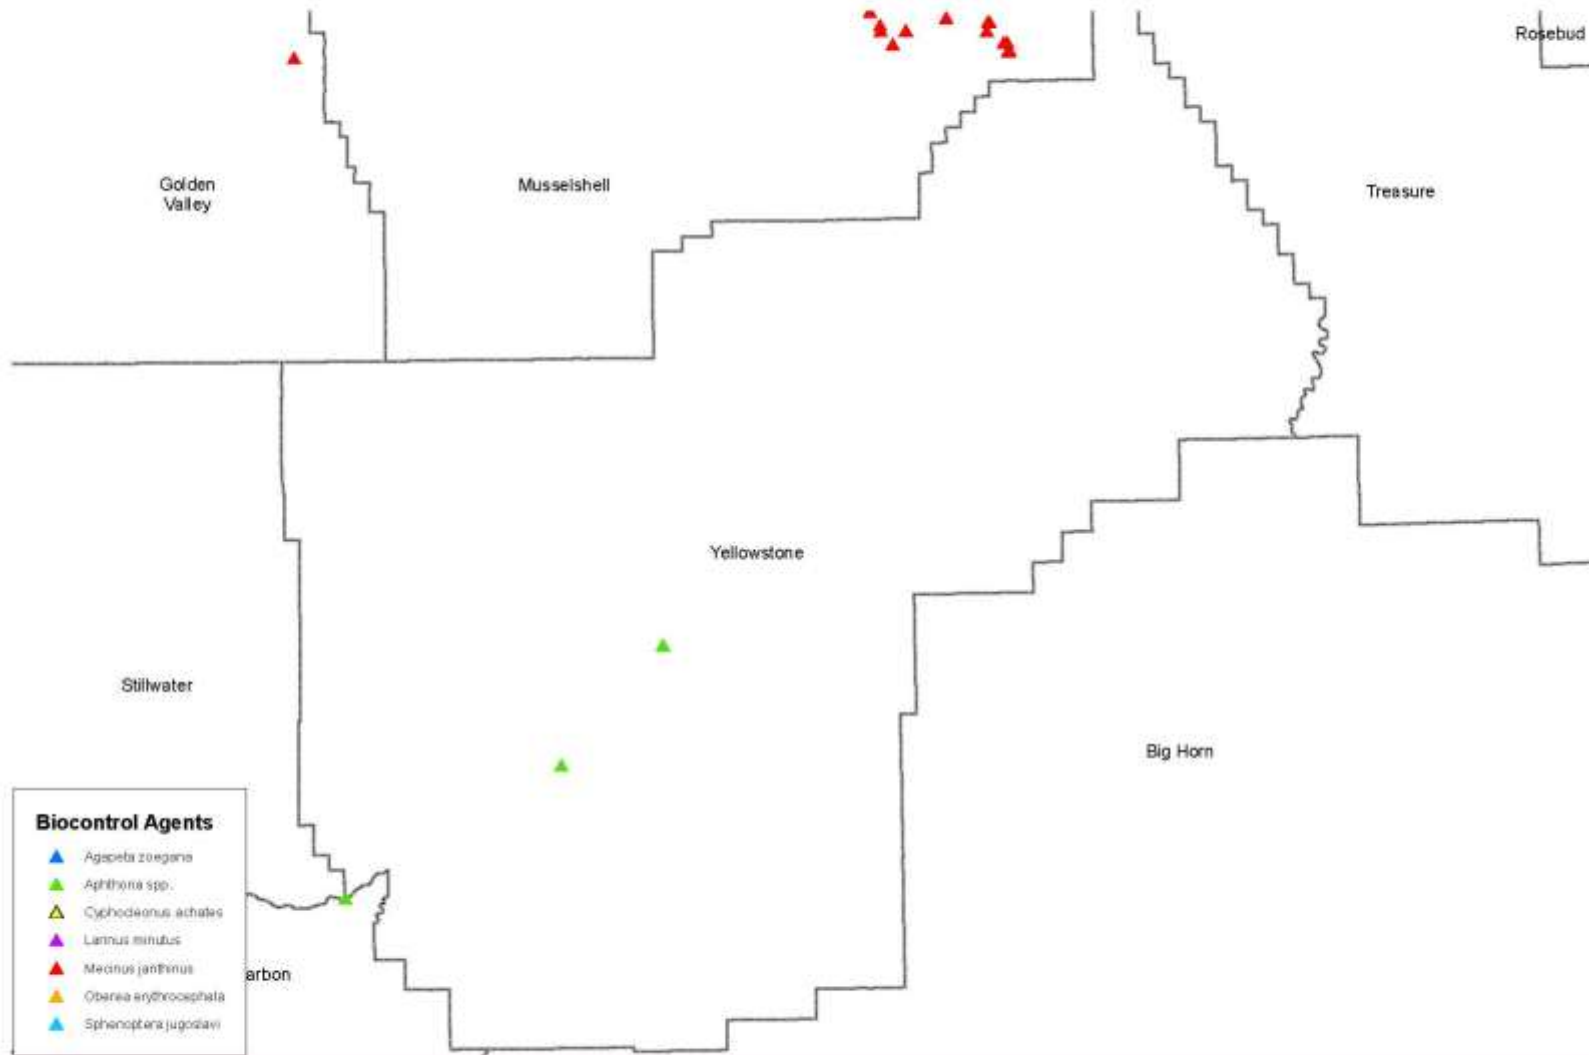 Rosebud
Golden
Valley
Musselshell
Treasure
Yellowstone
Stillwater
Big Horn
Biocontrol Agents
Agapeta zoegana
Aphthona spp.
Cyphocleonus achates
Larinus minutus
Mecinus janthinus
Oberea erythrocephala
Sphenoptera jugoslavi
arbon